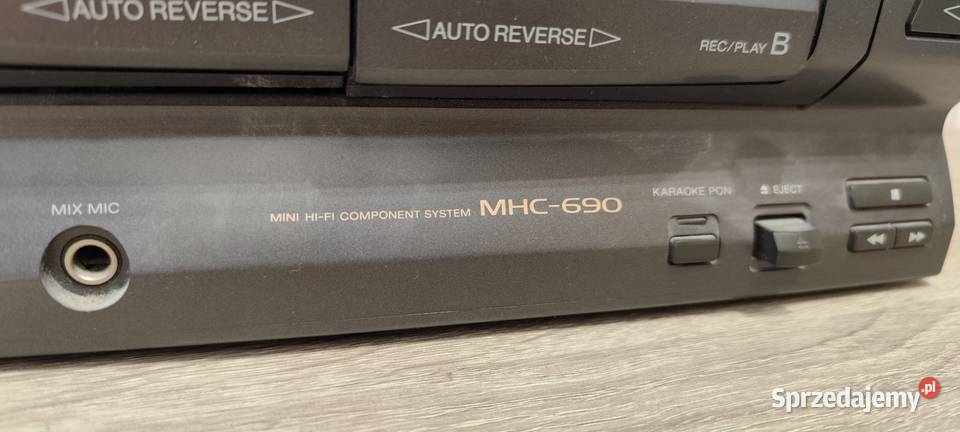 AUTO REVERSE
AUTO REVERSE
REC/PLAY B
MIX MIC
MINI HI-FI COMPONENT SYSTEM MHC-690
KARAOKE PON
EJECT
Sprzedajemy.pl